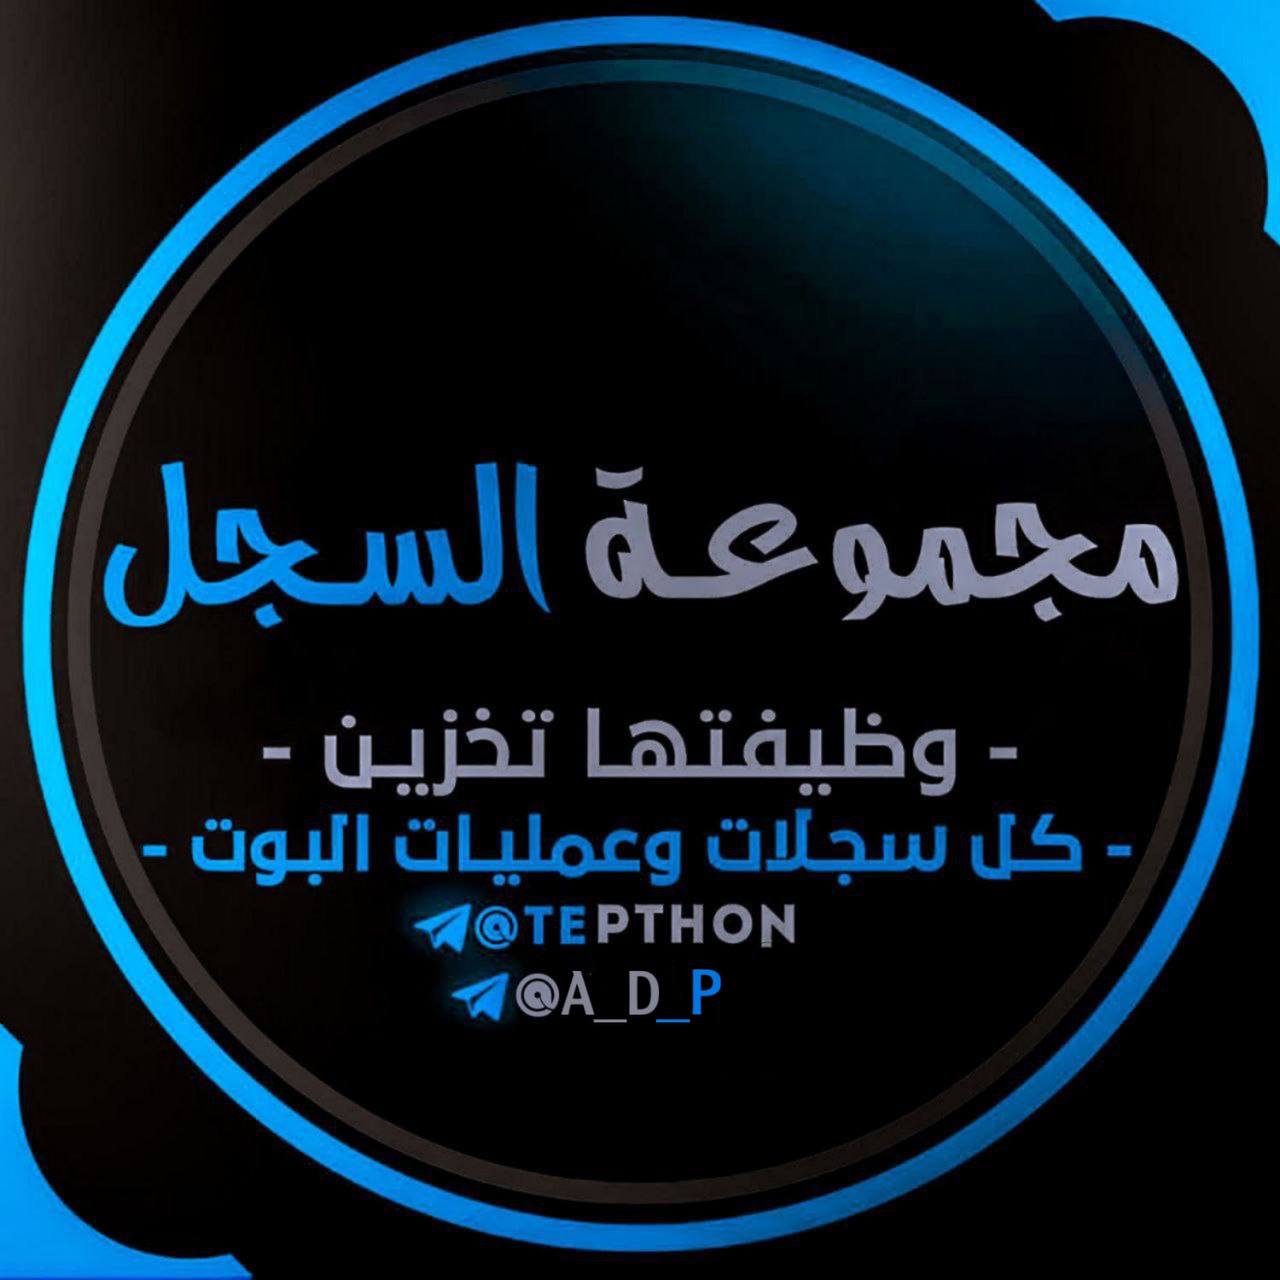 مجموعة السجل
- وظيفتها تخزين -
- كل سجلات وعمليات البوت -
@TEPTHON
@A_D_P